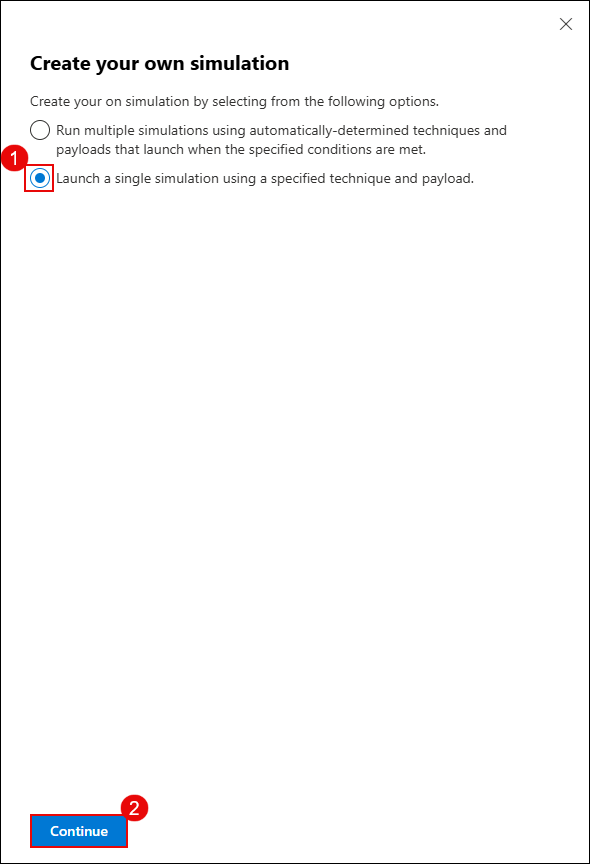 Create your own simulation
Create your on simulation by selecting from the following options.
Run multiple simulations using automatically-determined techniques and
payloads that launch when the specified conditions are met.
1
Launch a single simulation using a specified technique and payload.
2
Continue